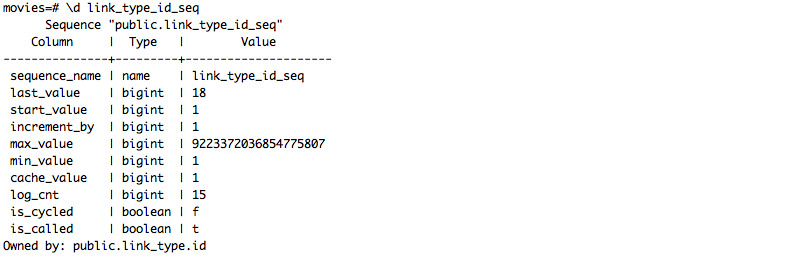 movies=# \d link_type_id_seq
      Sequence "public.link_type_id_seq"
    Column     |  Type   |        Value
---------------+---------+---------------------
 sequence_name | name    | link_type_id_seq
 last_value    | bigint  | 18
 start_value   | bigint  | 1
 increment_by  | bigint  | 1
 max_value     | bigint  | 9223372036854775807
 min_value     | bigint  | 1
 cache_value   | bigint  | 1
 log_cnt       | bigint  | 15
 is_cycled     | boolean | f
 is_called     | boolean | t
Owned by: public.link_type.id